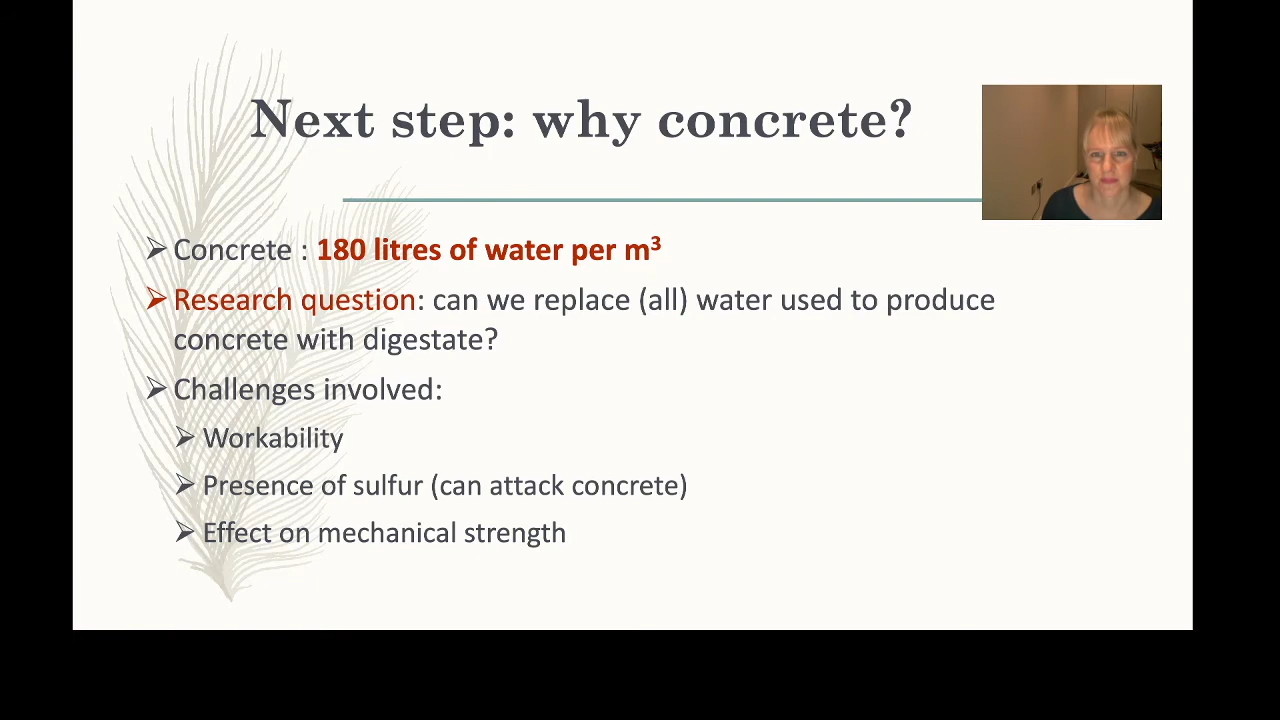 Next step: why concrete?
Concrete : 180 litres of water per m³
Research question: can we replace (all) water used to produce
concrete with digestate?
Challenges involved:
Workability
Presence of sulfur (can attack concrete)
Effect on mechanical strength